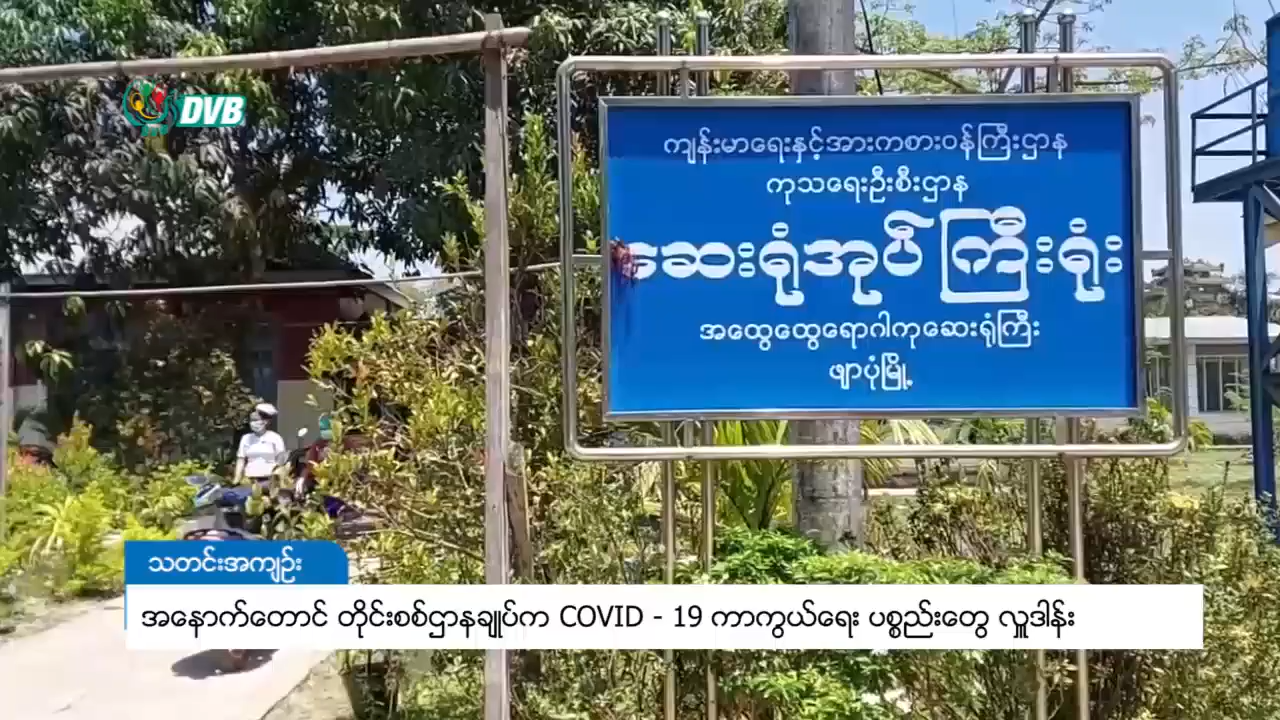 DVB
ကျန်းမာရေးနှင့်အားကစားဝန်ကြီးဌာန
ကုသရေးဦးစီးဌာန
ဆေးရုံအုပ်ကြီးရုံး
အထွေထွေရောဂါကုဆေးရုံကြီး
ဖျာပုံမြို့
သတင်းအကျဉ်း
အနောက်တောင် တိုင်းစစ်ဌာနချုပ်က COVID - 19 ကာကွယ်ရေး ပစ္စည်းတွေ လှူဒါန်း